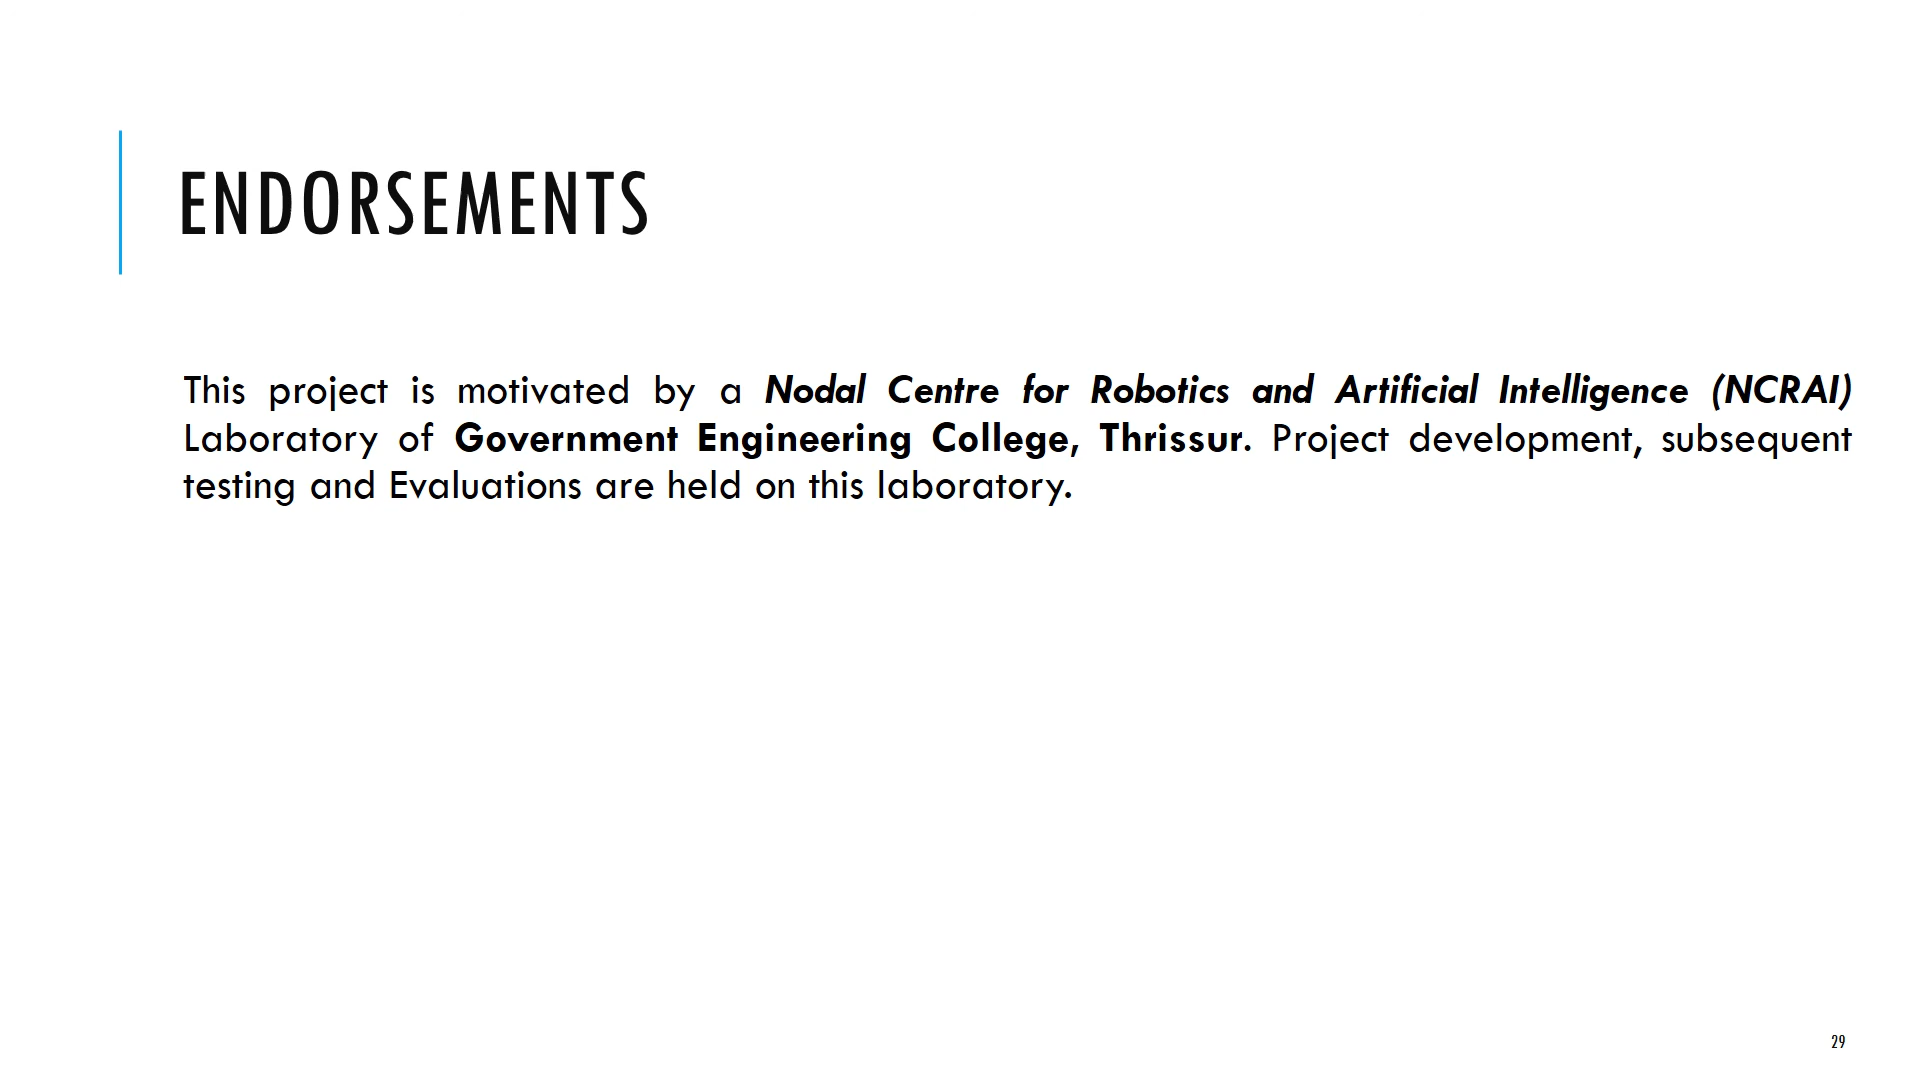 ENDORSEMENTS
This project is motivated by a Nodal Centre for Robotics and Artificial Intelligence (NCRAI)
Laboratory of Government Engineering College, Thrissur. Project development, subsequent
testing and Evaluations are held on this laboratory.
29